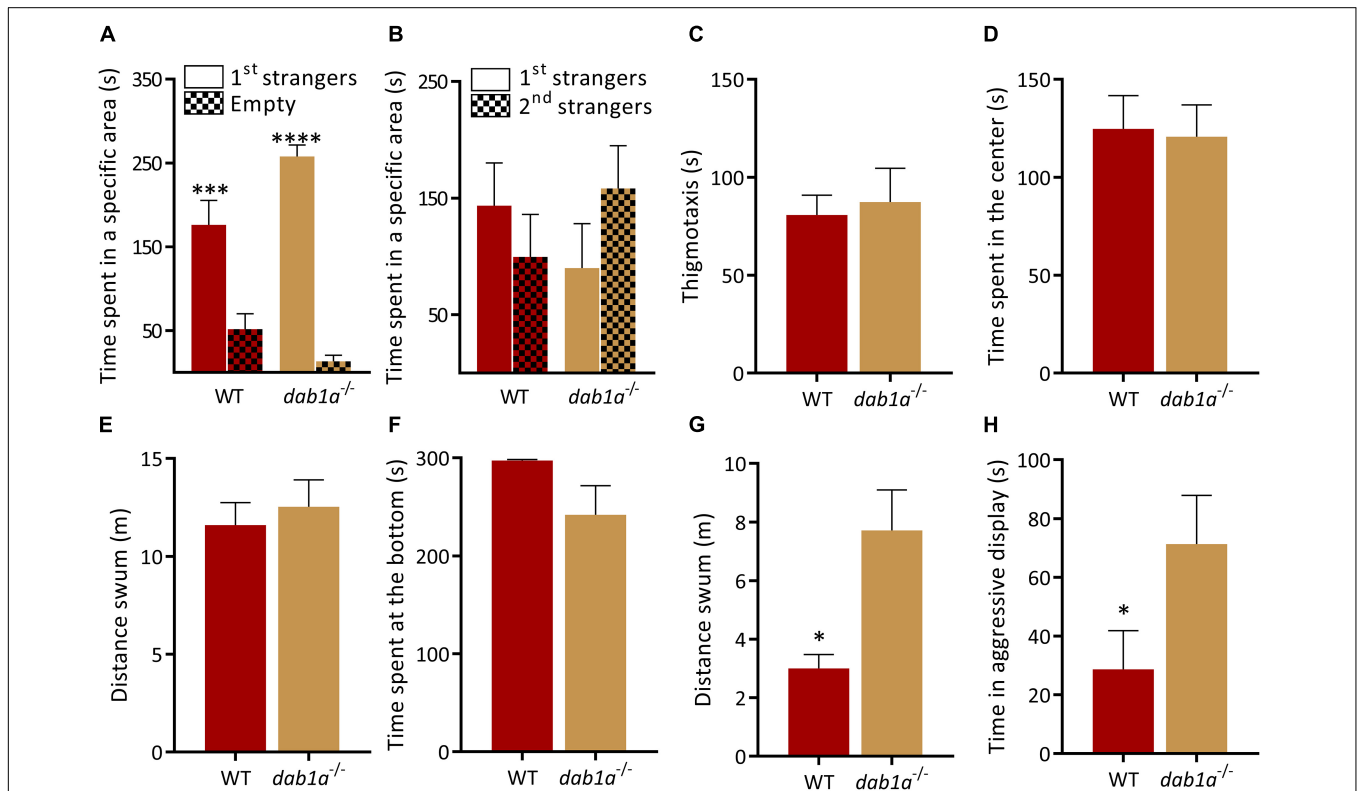 A
Time spent in a specific area (s)
350
250
150
50
1st strangers
Empty
***
****
WT
dab1a-/-
B
Time spent in a specific area (s)
250
150
50
1st strangers
2nd strangers
WT
dab1a-/-
C
Thigmotaxis (s)
150
100
50
0
WT
dab1a-/-
D
Time spent in the center (s)
150
100
50
0
WT
dab1a-/-
E
Distance swum (m)
15
10
5
0
WT
dab1a-/-
F
Time spent at the bottom (s)
300
200
100
0
WT
dab1a-/-
G
Distance swum (m)
10
8
6
4
2
0
*
WT
dab1a-/-
H
Time in aggressive display (s)
100
80
60
40
20
0
*
WT
dab1a-/-